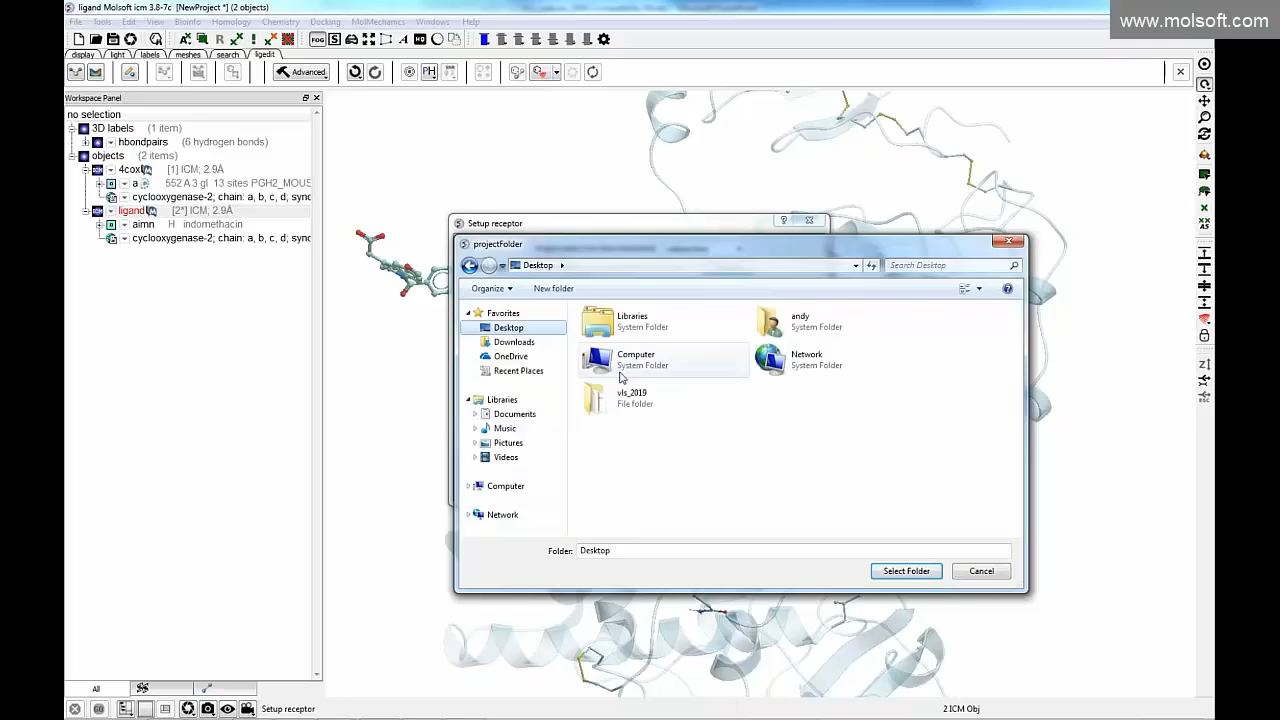 ligand Molsoft icm 3.8-7c [NewProject *] (2 objects)
www.molsoft.com
File Tools Edit View Bioinfo Homology Chemistry Docking MolMechanics Windows Help
display light labels meshes search ligedit
Advanced
PH
Workspace Panel
no selection
3D labels (1 item)
hbondpairs (6 hydrogen bonds)
objects (2 items)
4cox [1] ICM; 2.9Å
a 552 A 3 gl 13 sites PGH2_MOUS
cyclooxygenase-2; chain: a, b, c, d; synd
ligand [2*] ICM; 2.9Å
aimn H indomethacin
cyclooxygenase-2; chain: a, b, c, d; synd
Setup receptor
projectFolder
Desktop
Search Desktop
Organize New folder
Favorites
Desktop
Downloads
OneDrive
Recent Places
Libraries
Documents
Music
Pictures
Videos
Computer
Network
Libraries
System Folder
andy
System Folder
Computer
System Folder
Network
System Folder
vls_2019
File folder
Folder: Desktop
Select Folder Cancel
All
Setup receptor
2 ICM Obj